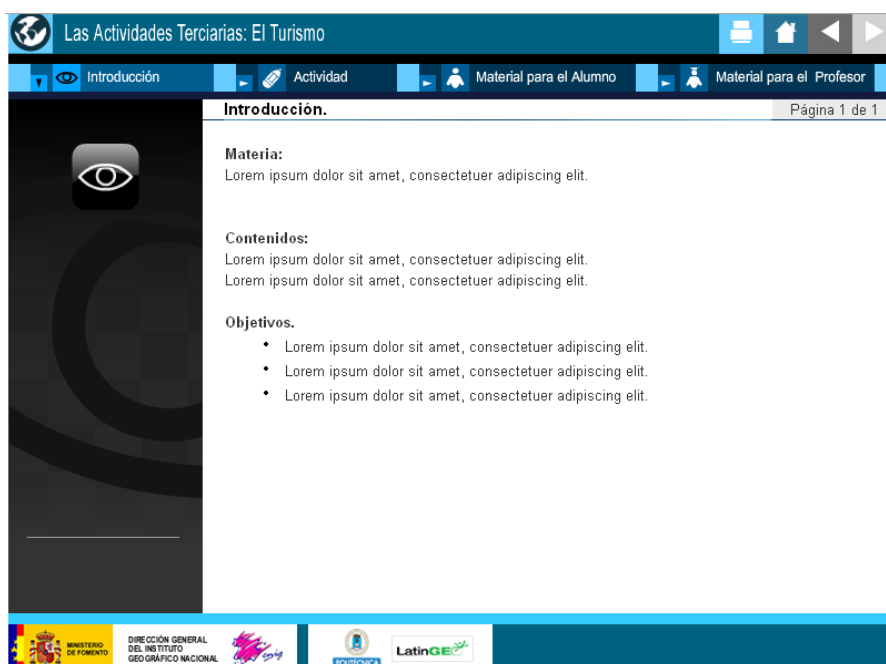 Las Actividades Terciarias: El Turismo
Introducción
Actividad
Material para el Alumno
Material para el Profesor
Introducción.
Página 1 de 1
Materia:
Lorem ipsum dolor sit amet, consectetuer adipiscing elit.
Contenidos:
Lorem ipsum dolor sit amet, consectetuer adipiscing elit.
Lorem ipsum dolor sit amet, consectetuer adipiscing elit.
Objetivos.
• Lorem ipsum dolor sit amet, consectetuer adipiscing elit.
• Lorem ipsum dolor sit amet, consectetuer adipiscing elit.
• Lorem ipsum dolor sit amet, consectetuer adipiscing elit.
MINISTERIO
DE FOMENTO
DIRECCIÓN GENERAL
DEL INSTITUTO
GEOGRÁFICO NACIONAL
cnig
POLITÉCNICA
LatinGEO